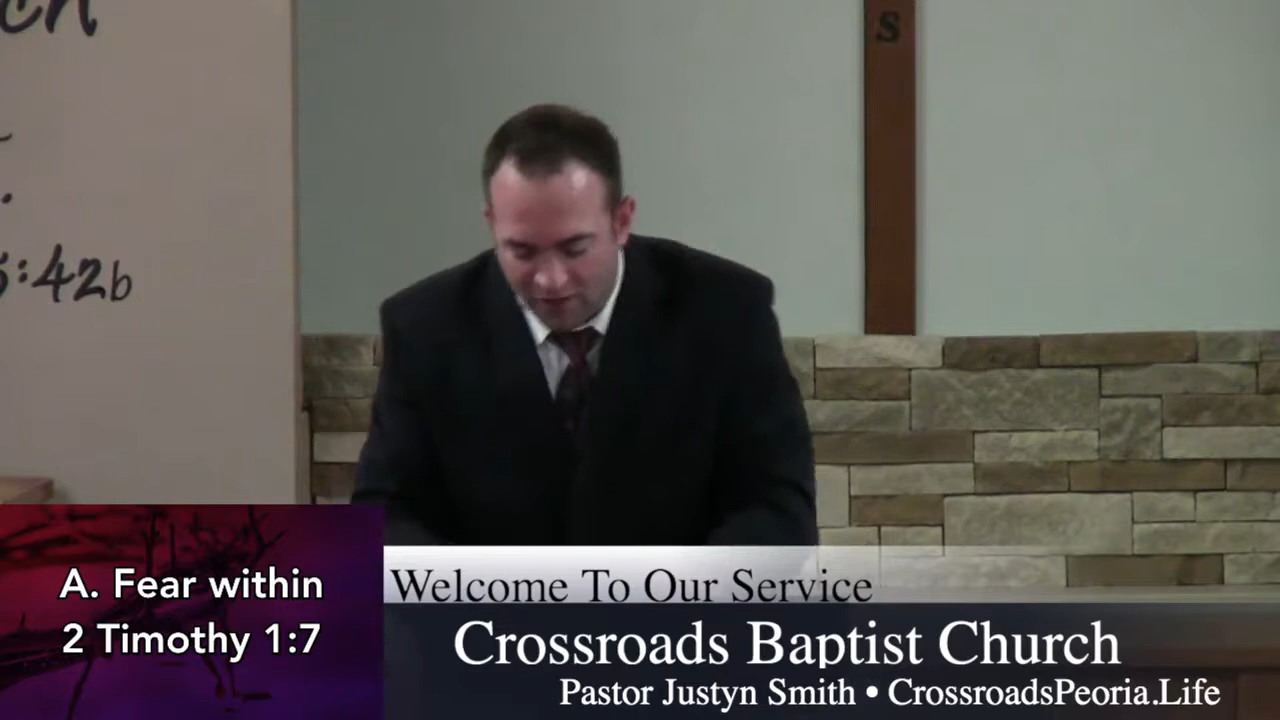 S
:42b
A. Fear within
2 Timothy 1:7
Welcome To Our Service
Crossroads Baptist Church
Pastor Justyn Smith • CrossroadsPeoria.Life